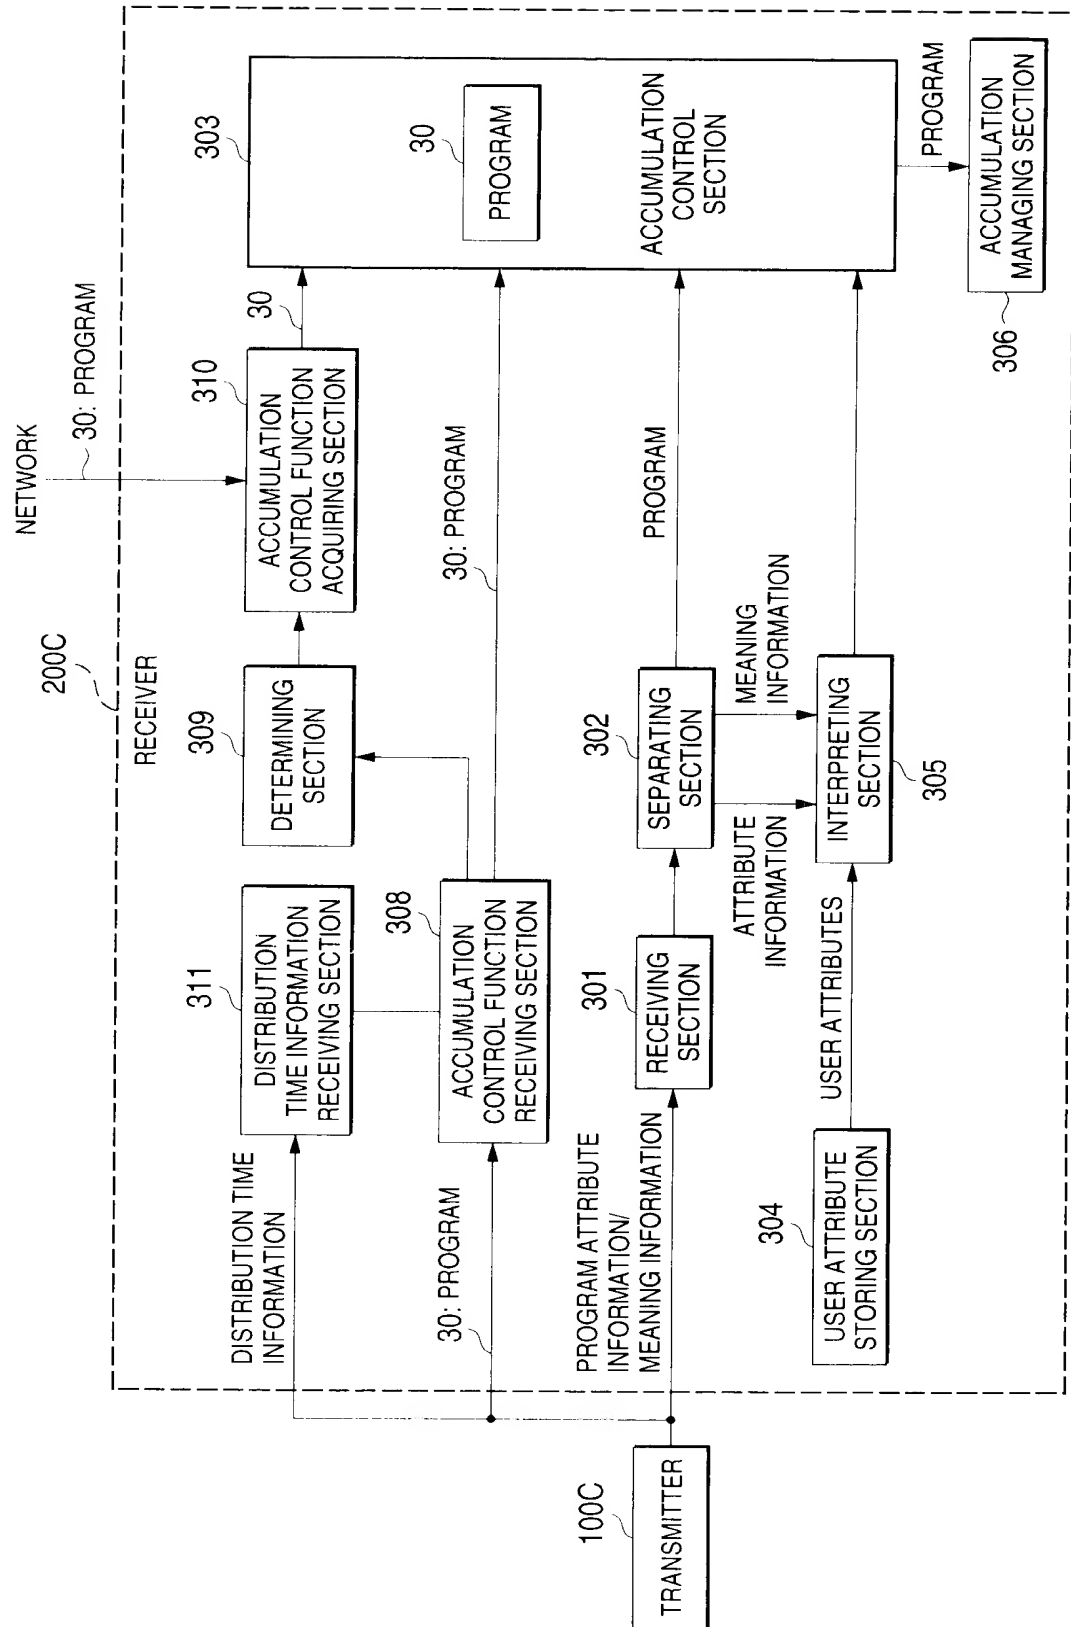 NETWORK
30: PROGRAM
200C
RECEIVER
311
DISTRIBUTION
TIME INFORMATION
RECEIVING SECTION
309
DETERMINING
SECTION
310
ACCUMULATION
CONTROL FUNCTION
ACQUIRING SECTION
30
303
30
PROGRAM
ACCUMULATION
CONTROL
SECTION
DISTRIBUTION TIME
INFORMATION
30: PROGRAM
308
ACCUMULATION
CONTROL FUNCTION
RECEIVING SECTION
30: PROGRAM
100C
TRANSMITTER
PROGRAM ATTRIBUTE
INFORMATION/
MEANING INFORMATION
301
RECEIVING
SECTION
302
SEPARATING
SECTION
PROGRAM
ATTRIBUTE
INFORMATION
MEANING
INFORMATION
304
USER ATTRIBUTE
STORING SECTION
USER ATTRIBUTES
INTERPRETING
SECTION
305
PROGRAM
ACCUMULATION
MANAGING SECTION
306